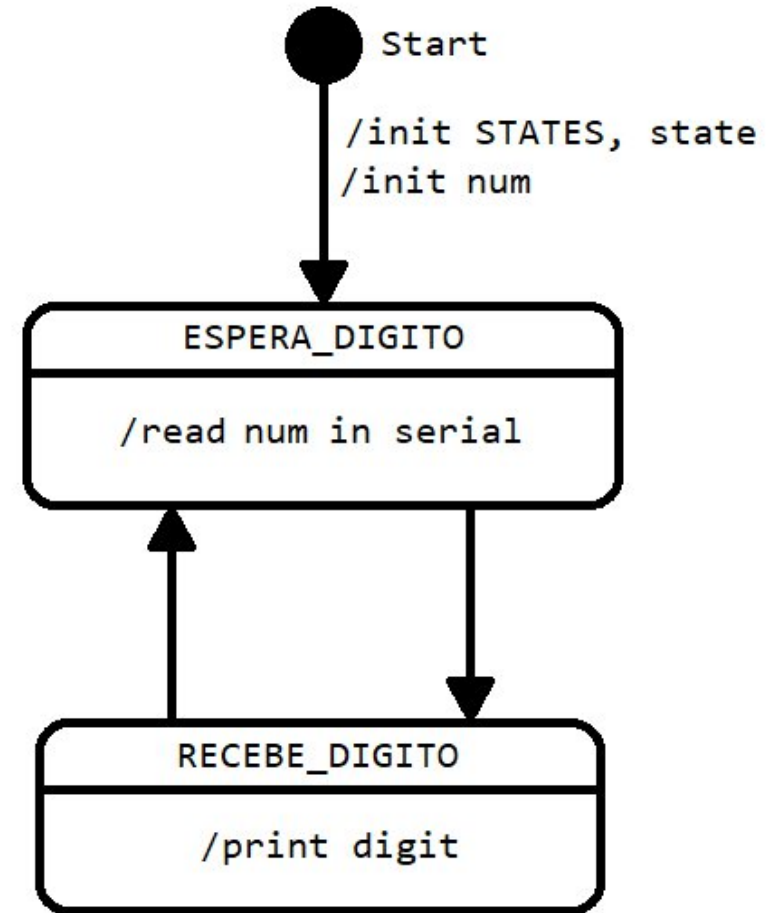 Start
/init STATES, state
/init num
ESPERA_DIGITO
/read num in serial
RECEBE_DIGITO
/print digit